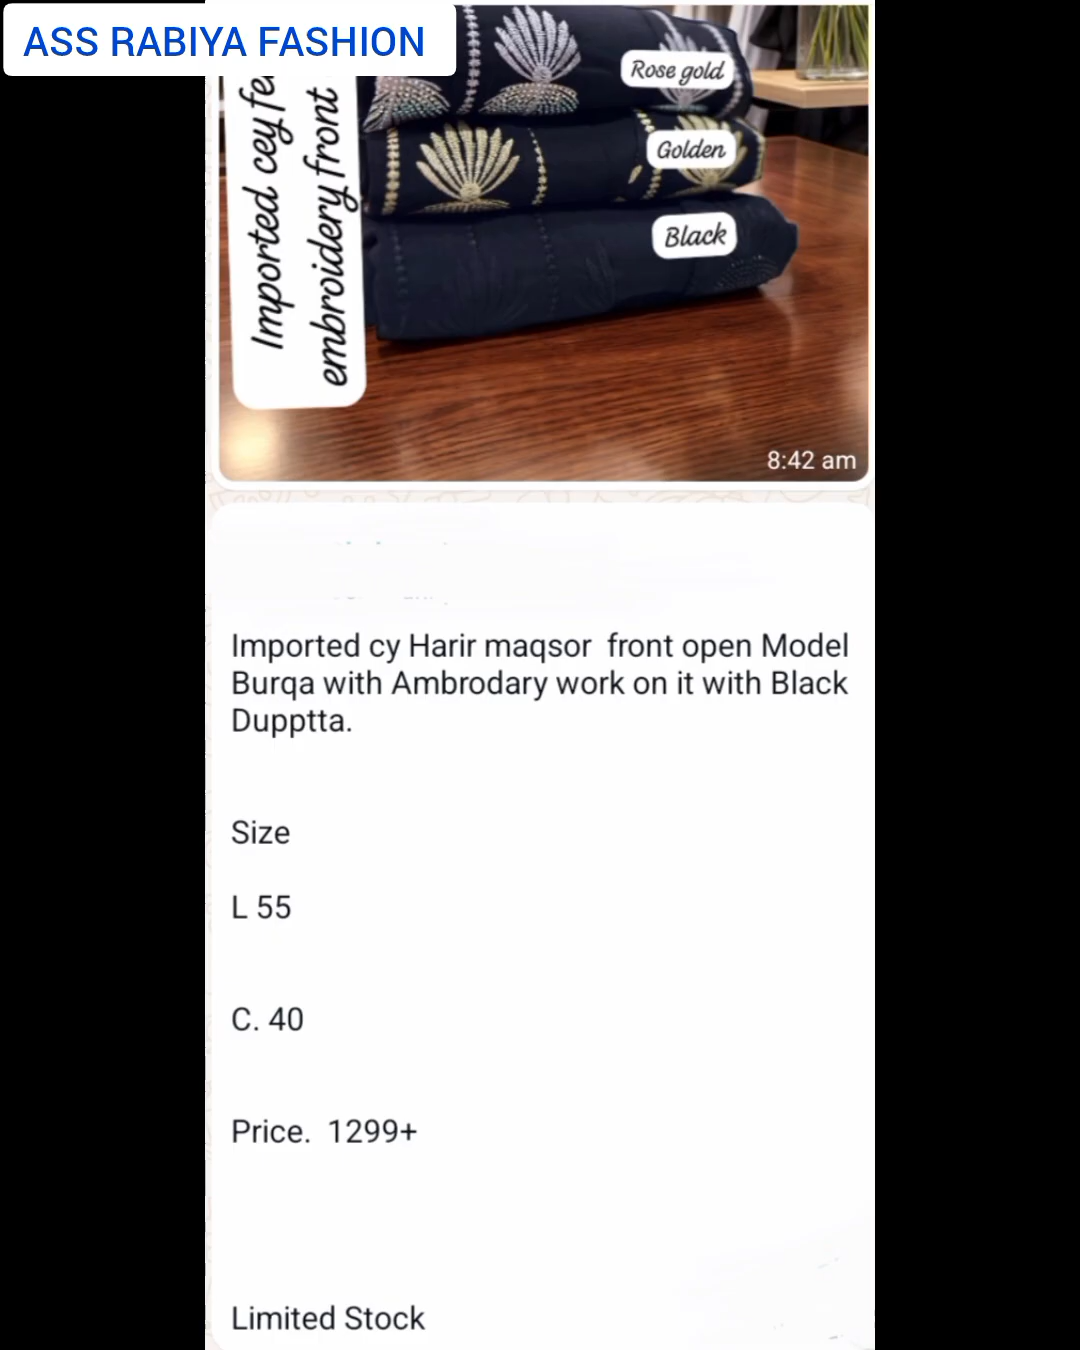 ASS RABIYA FASHION
Rose gold
Golden
Black
Imported cey
embroidery front
8:42 am
Imported cy Harir maqsor front open Model
Burqa with Ambrodary work on it with Black
Dupptta.
Size
L 55
C. 40
Price. 1299+
Limited Stock